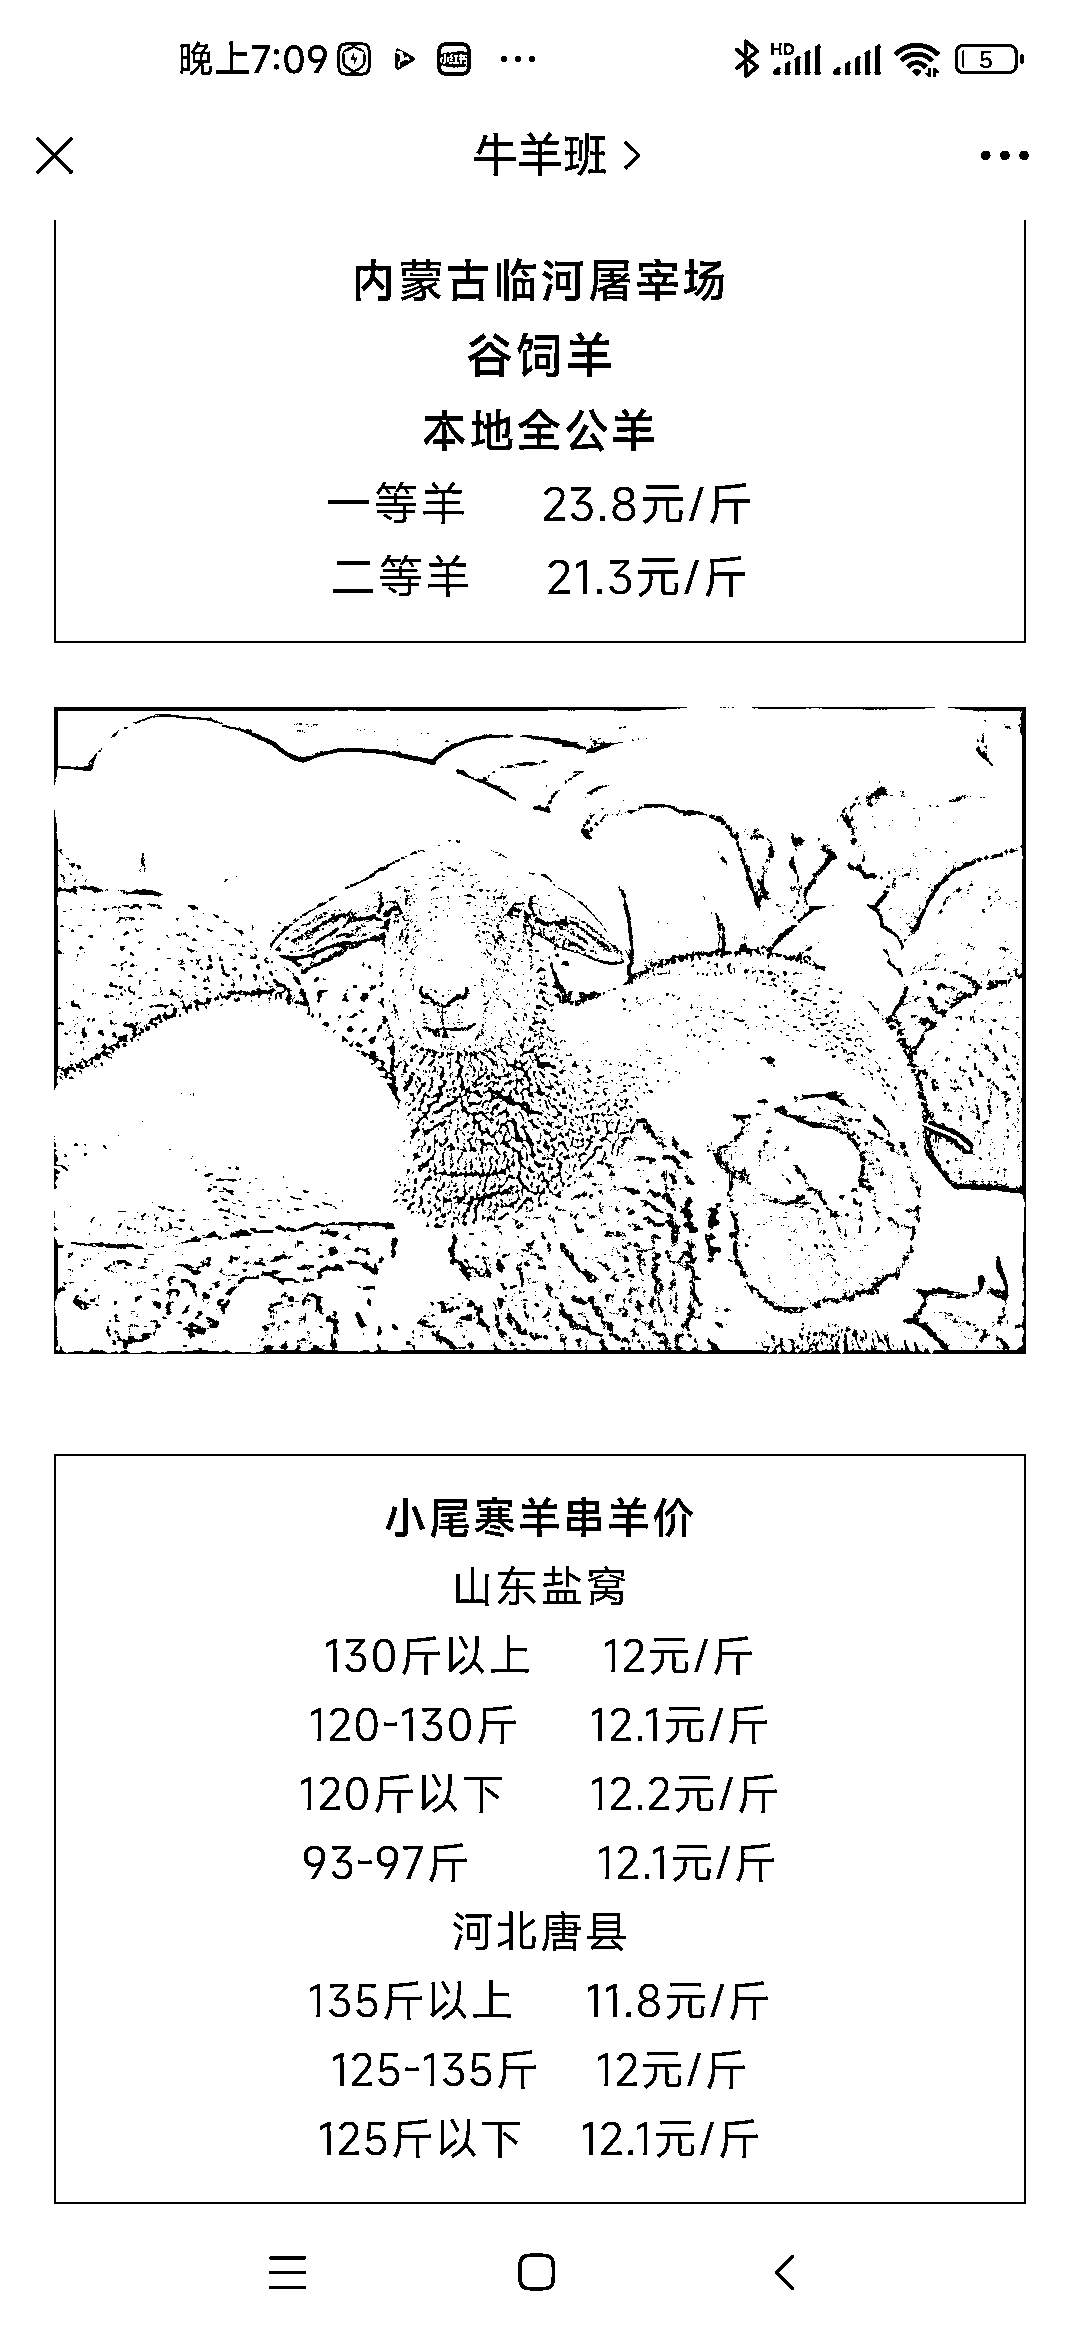 晚上7:09
HD
5
牛羊班
内蒙古临河屠宰场
谷饲羊
本地全公羊
一等羊 23.8元/斤
二等羊 21.3元/斤
小尾寒羊串羊价
山东盐窝
130斤以上 12元/斤
120-130斤 12.1元/斤
120斤以下 12.2元/斤
93-97斤 12.1元/斤
河北唐县
135斤以上 11.8元/斤
125-135斤 12元/斤
125斤以下 12.1元/斤